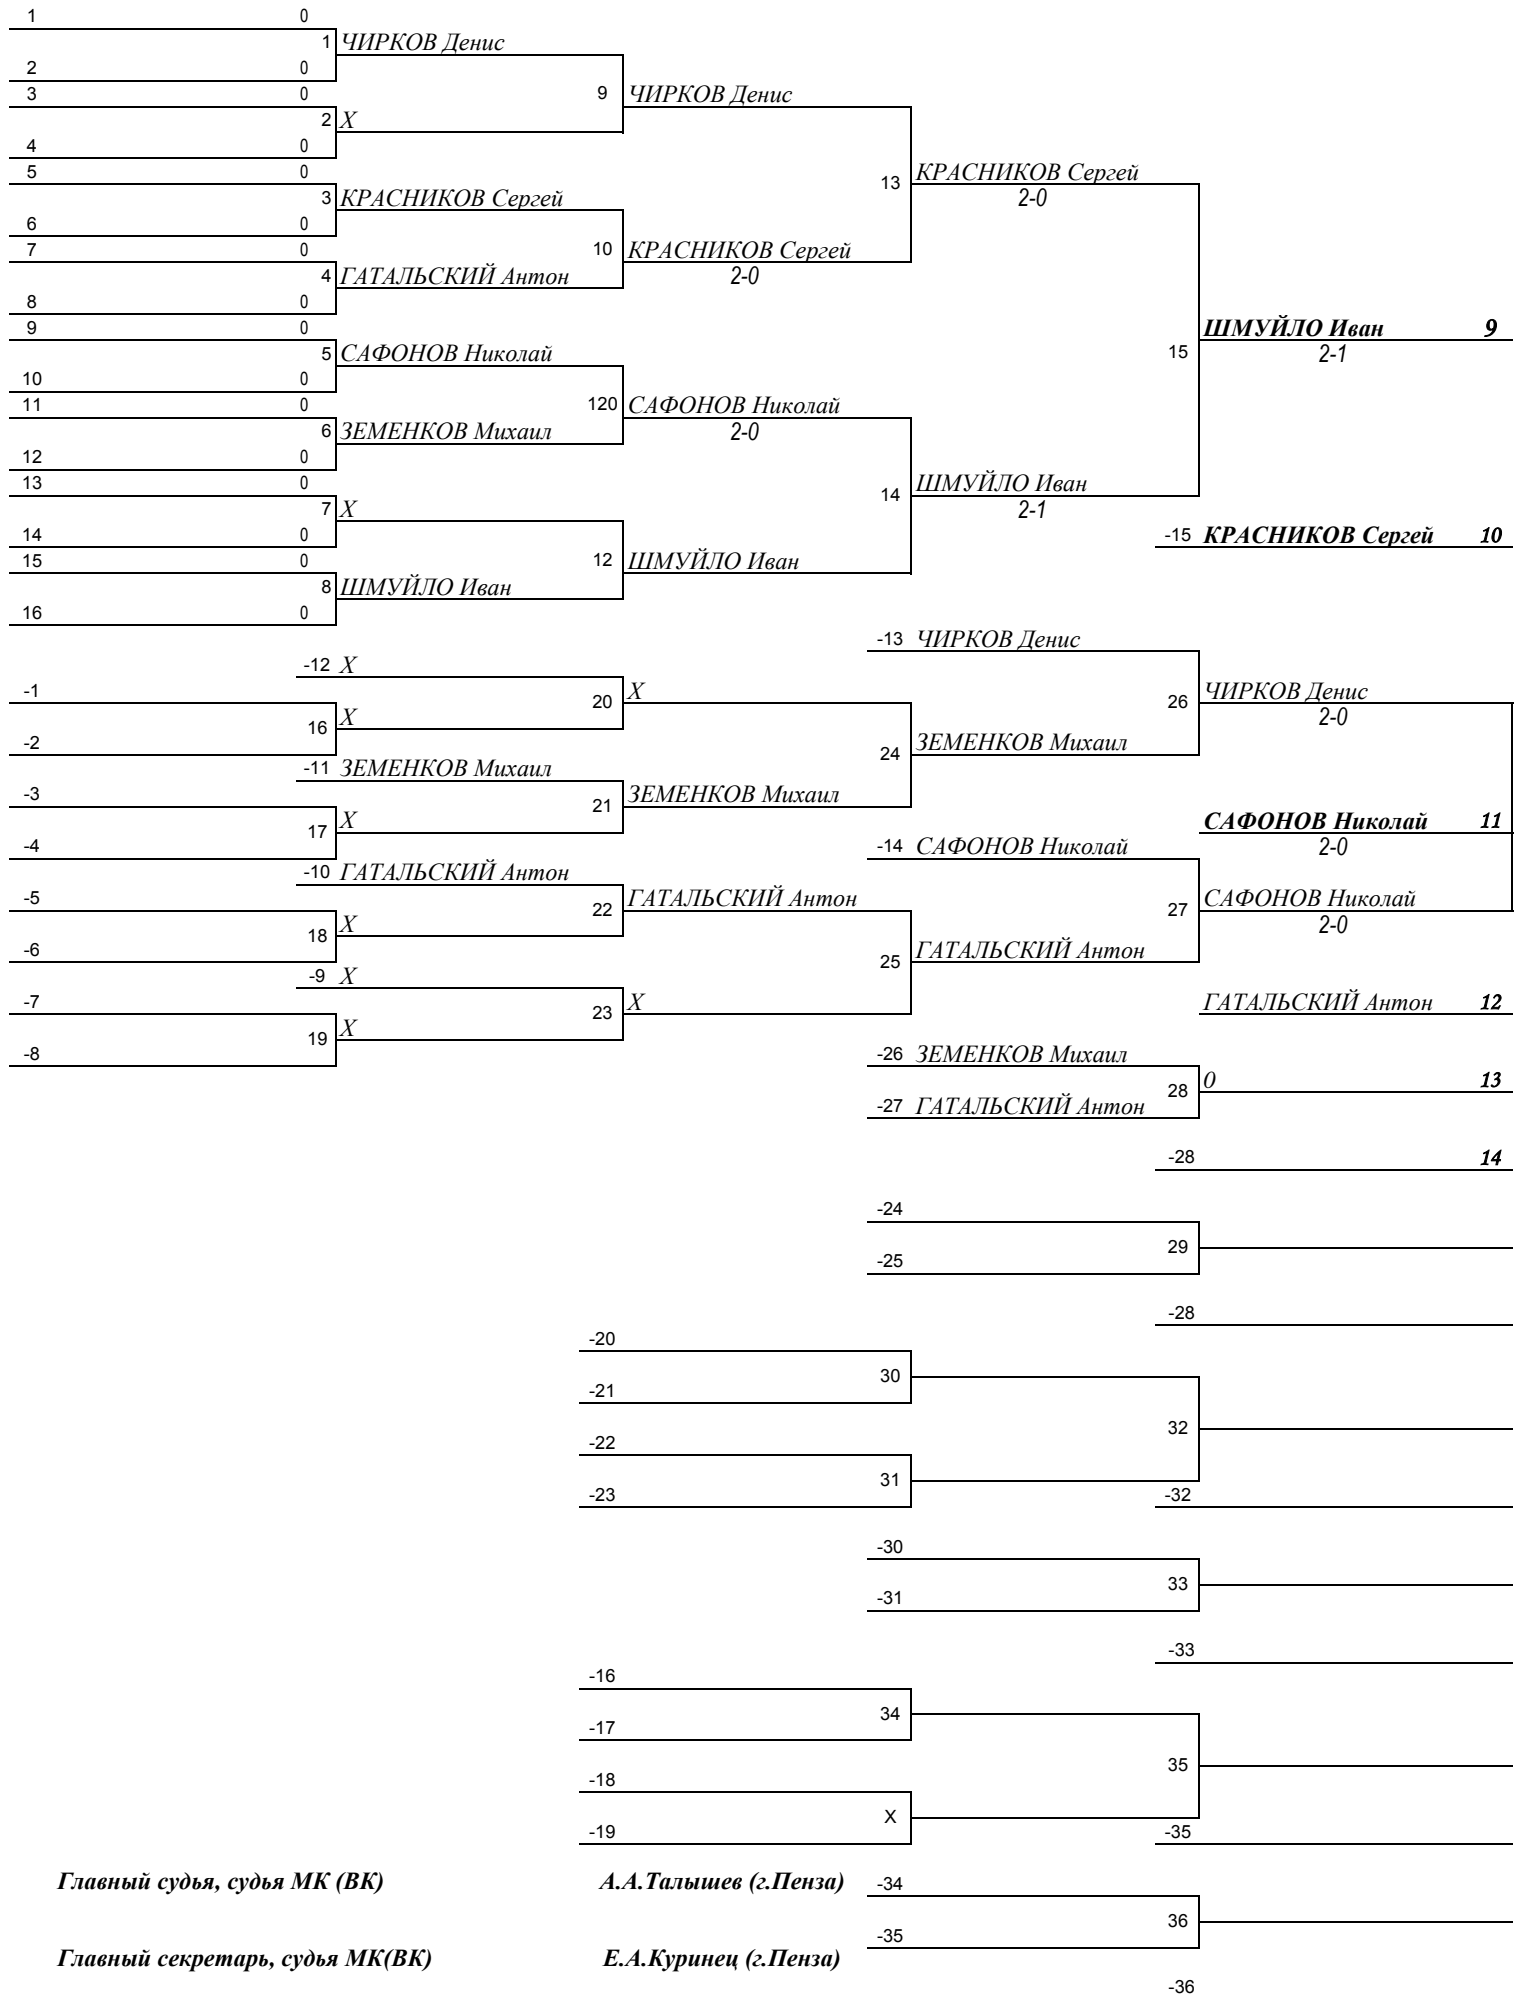 1 0
1 ЧИРКОВ Денис
2 0
3 0 9 ЧИРКОВ Денис
2 X
4 0
5 0 13 КРАСНИКОВ Сергей
3 КРАСНИКОВ Сергей 2-0
6 0
7 0 10 КРАСНИКОВ Сергей
4 ГАТАЛЬСКИЙ Антон 2-0
8 0
9 0 ШМУЙЛО Иван 9
5 САФОНОВ Николай 15 2-1
10 0
11 0 120 САФОНОВ Николай
6 ЗЕМЕНКОВ Михаил 2-0
12 0
13 0 14 ШМУЙЛО Иван
7 X 2-1
14 0 -15 КРАСНИКОВ Сергей 10
15 0 12 ШМУЙЛО Иван
8 ШМУЙЛО Иван
16 0
-13 ЧИРКОВ Денис
-12 X
-1 20 X 26 ЧИРКОВ Денис
16 X 2-0
-2 24 ЗЕМЕНКОВ Михаил
-11 ЗЕМЕНКОВ Михаил
-3 21 ЗЕМЕНКОВ Михаил
17 X САФОНОВ Николай 11
-4 -14 САФОНОВ Николай 2-0
-10 ГАТАЛЬСКИЙ Антон
-5 22 ГАТАЛЬСКИЙ Антон 27 САФОНОВ Николай
18 X 2-0
-6 25 ГАТАЛЬСКИЙ Антон
-9 X
-7 23 X ГАТАЛЬСКИЙ Антон 12
19 X
-8 -26 ЗЕМЕНКОВ Михаил
28 0 13
-27 ГАТАЛЬСКИЙ Антон
-28 14
-24
29
-25
-28
-20
30
-21
32
-22
31
-23 -32
-30
33
-31
-33
-16
34
-17
35
-18
X
-19 -35
Главный судья, судья МК (ВК) А.А.Талышев (г.Пенза) -34
36
-35
Главный секретарь, судья МК(ВК) Е.А.Куринец (г.Пенза)
-36